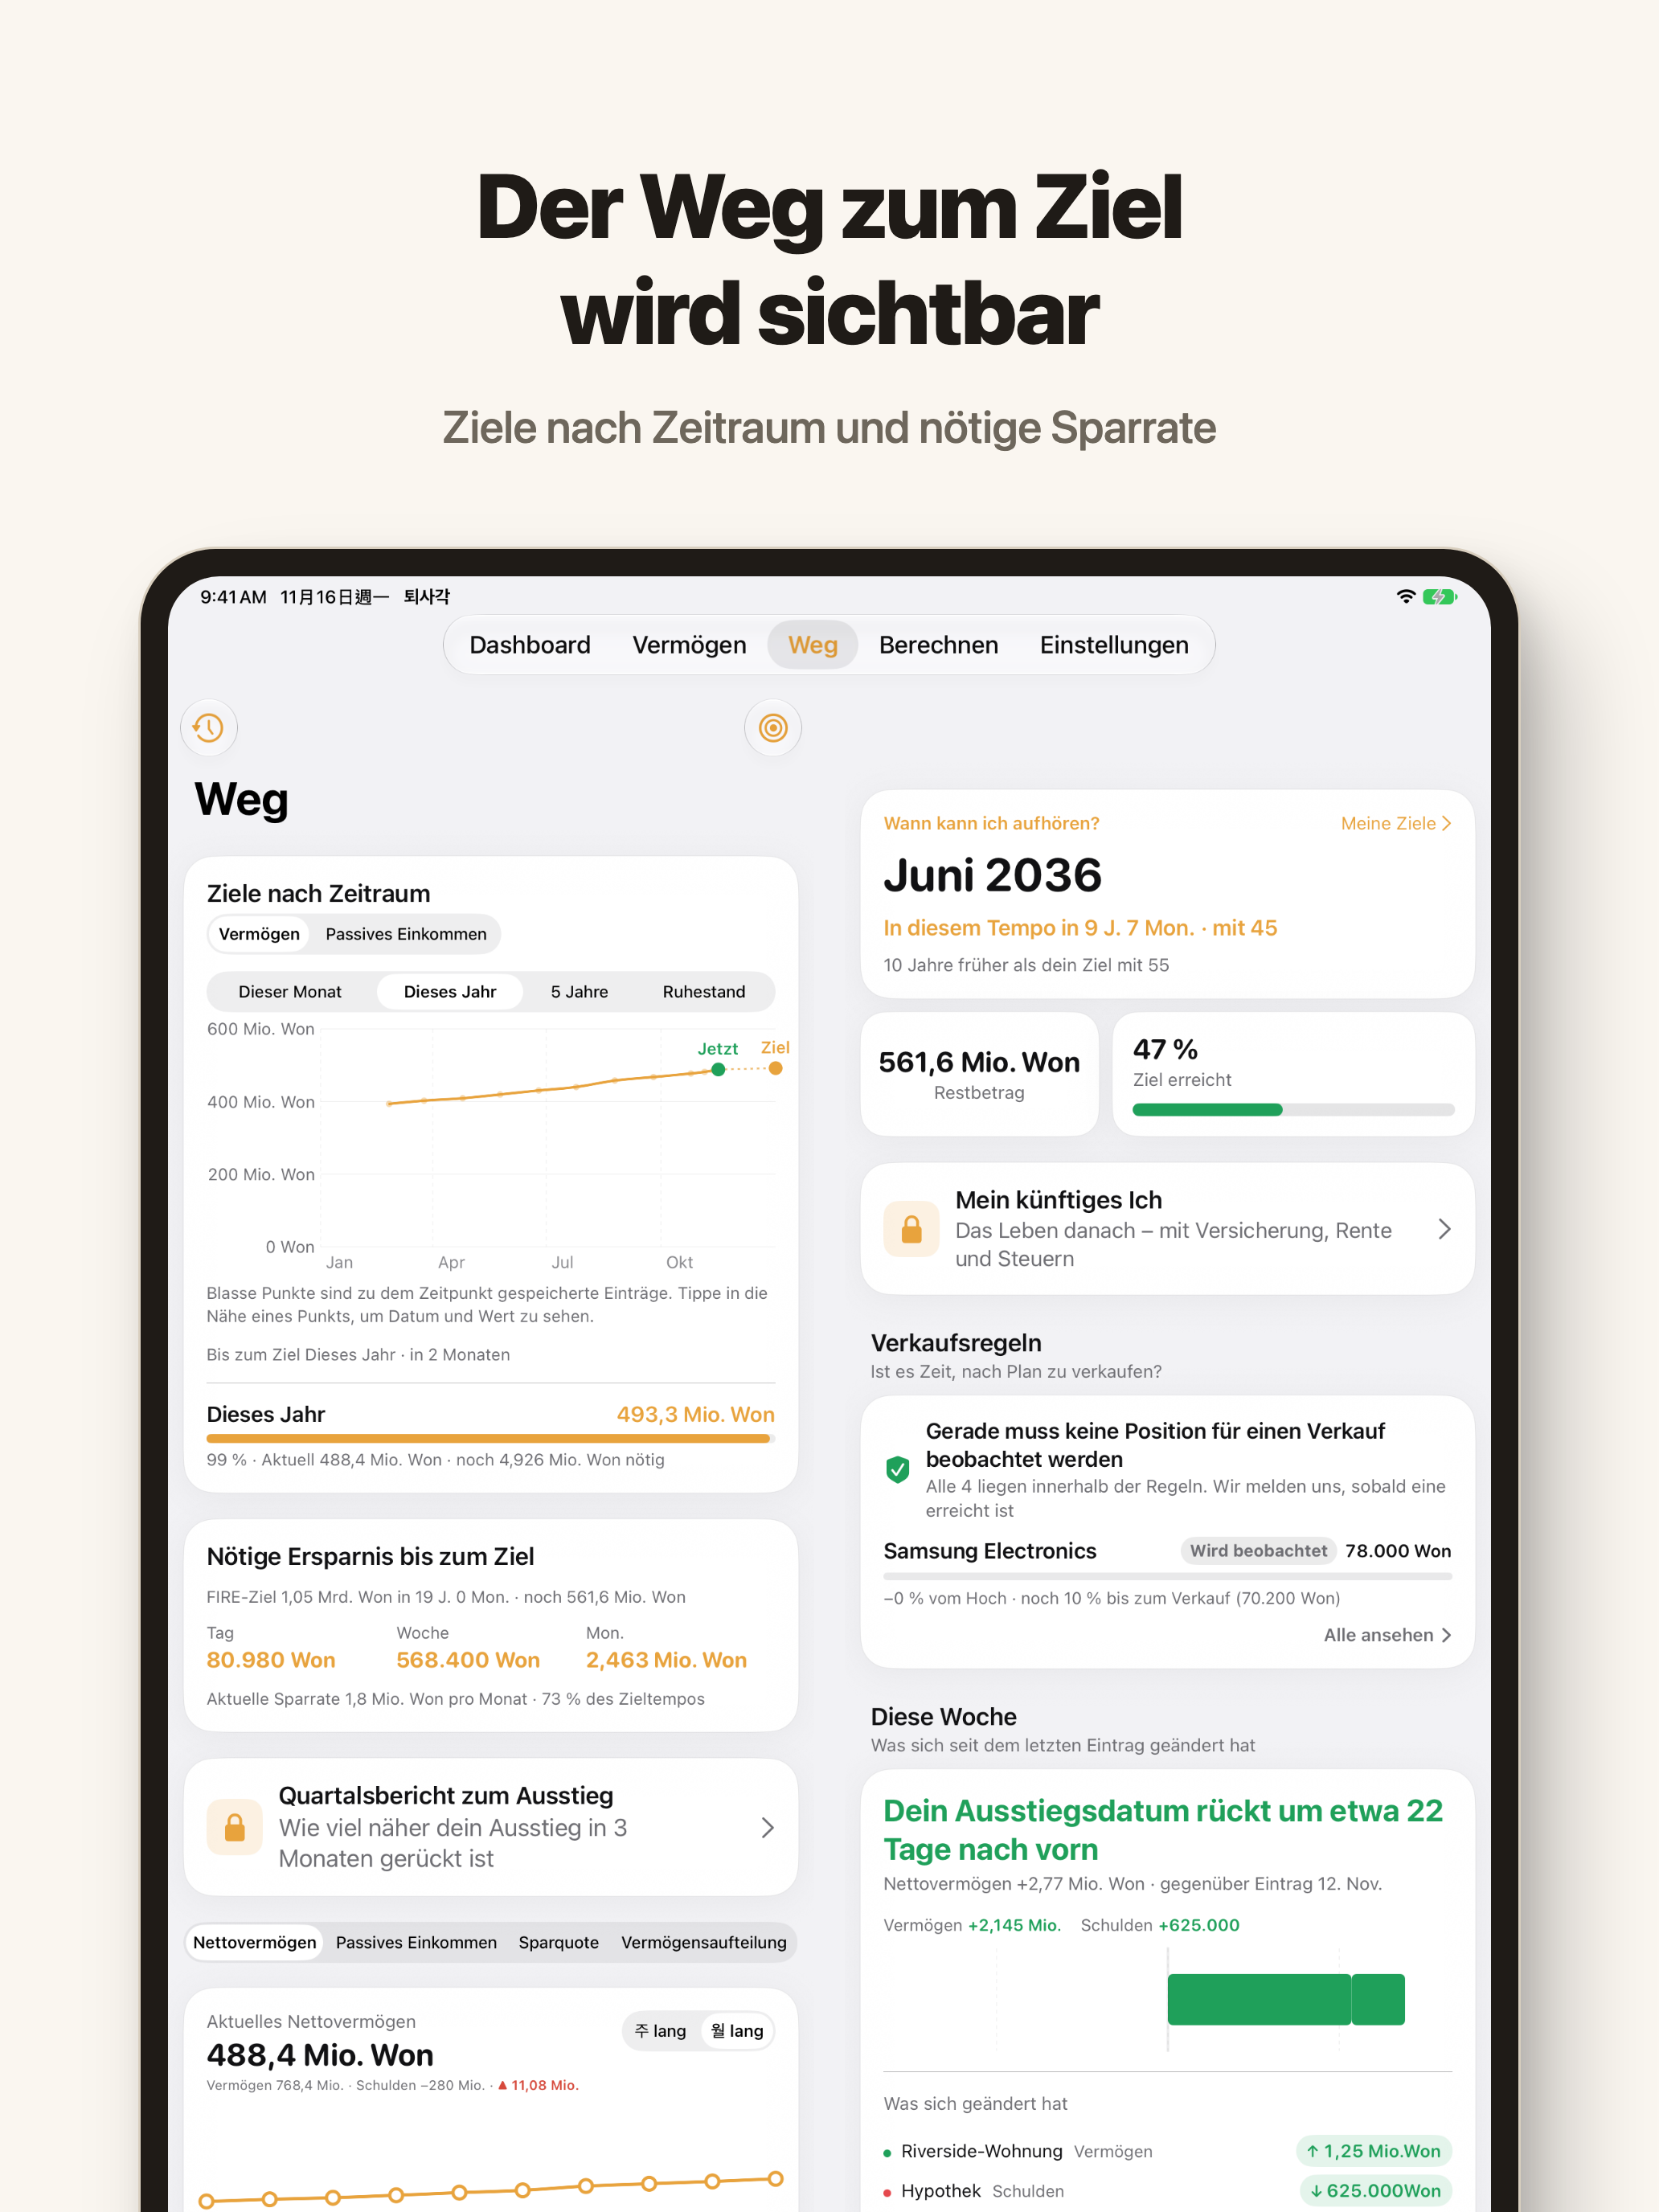 Der Weg zum Ziel
wird sichtbar
Ziele nach Zeitraum und nötige Sparrate
9:41 AM 11月16日週一 퇴사각
Dashboard Vermögen Weg Berechnen Einstellungen
Weg
Ziele nach Zeitraum
Vermögen Passives Einkommen
Dieser Monat Dieses Jahr 5 Jahre Ruhestand
600 Mio. Won
Jetzt Ziel
400 Mio. Won
200 Mio. Won
0 Won
Jan Apr Jul Okt
Blasse Punkte sind zu dem Zeitpunkt gespeicherte Einträge. Tippe in die
Nähe eines Punkts, um Datum und Wert zu sehen.
Bis zum Ziel Dieses Jahr · in 2 Monaten
Dieses Jahr 493,3 Mio. Won
99 % · Aktuell 488,4 Mio. Won · noch 4,926 Mio. Won nötig
Nötige Ersparnis bis zum Ziel
FIRE-Ziel 1,05 Mrd. Won in 19 J. 0 Mon. · noch 561,6 Mio. Won
Tag Woche Mon.
80.980 Won 568.400 Won 2,463 Mio. Won
Aktuelle Sparrate 1,8 Mio. Won pro Monat · 73 % des Zieltempos
Quartalsbericht zum Ausstieg
Wie viel näher dein Ausstieg in 3
Monaten gerückt ist
Nettovermögen Passives Einkommen Sparquote Vermögensaufteilung
Aktuelles Nettovermögen
주 lang 월 lang
488,4 Mio. Won
Vermögen 768,4 Mio. · Schulden −280 Mio. · ▲ 11,08 Mio.
Wann kann ich aufhören? Meine Ziele
Juni 2036
In diesem Tempo in 9 J. 7 Mon. · mit 45
10 Jahre früher als dein Ziel mit 55
561,6 Mio. Won
Restbetrag
47 %
Ziel erreicht
Mein künftiges Ich
Das Leben danach – mit Versicherung, Rente
und Steuern
Verkaufsregeln
Ist es Zeit, nach Plan zu verkaufen?
Gerade muss keine Position für einen Verkauf
beobachtet werden
Alle 4 liegen innerhalb der Regeln. Wir melden uns, sobald eine
erreicht ist
Samsung Electronics Wird beobachtet 78.000 Won
−0 % vom Hoch · noch 10 % bis zum Verkauf (70.200 Won)
Alle ansehen
Diese Woche
Was sich seit dem letzten Eintrag geändert hat
Dein Ausstiegsdatum rückt um etwa 22
Tage nach vorn
Nettovermögen +2,77 Mio. Won · gegenüber Eintrag 12. Nov.
Vermögen +2,145 Mio. Schulden +625.000
Was sich geändert hat
Riverside-Wohnung Vermögen ↑ 1,25 Mio.Won
Hypothek Schulden ↓ 625.000Won